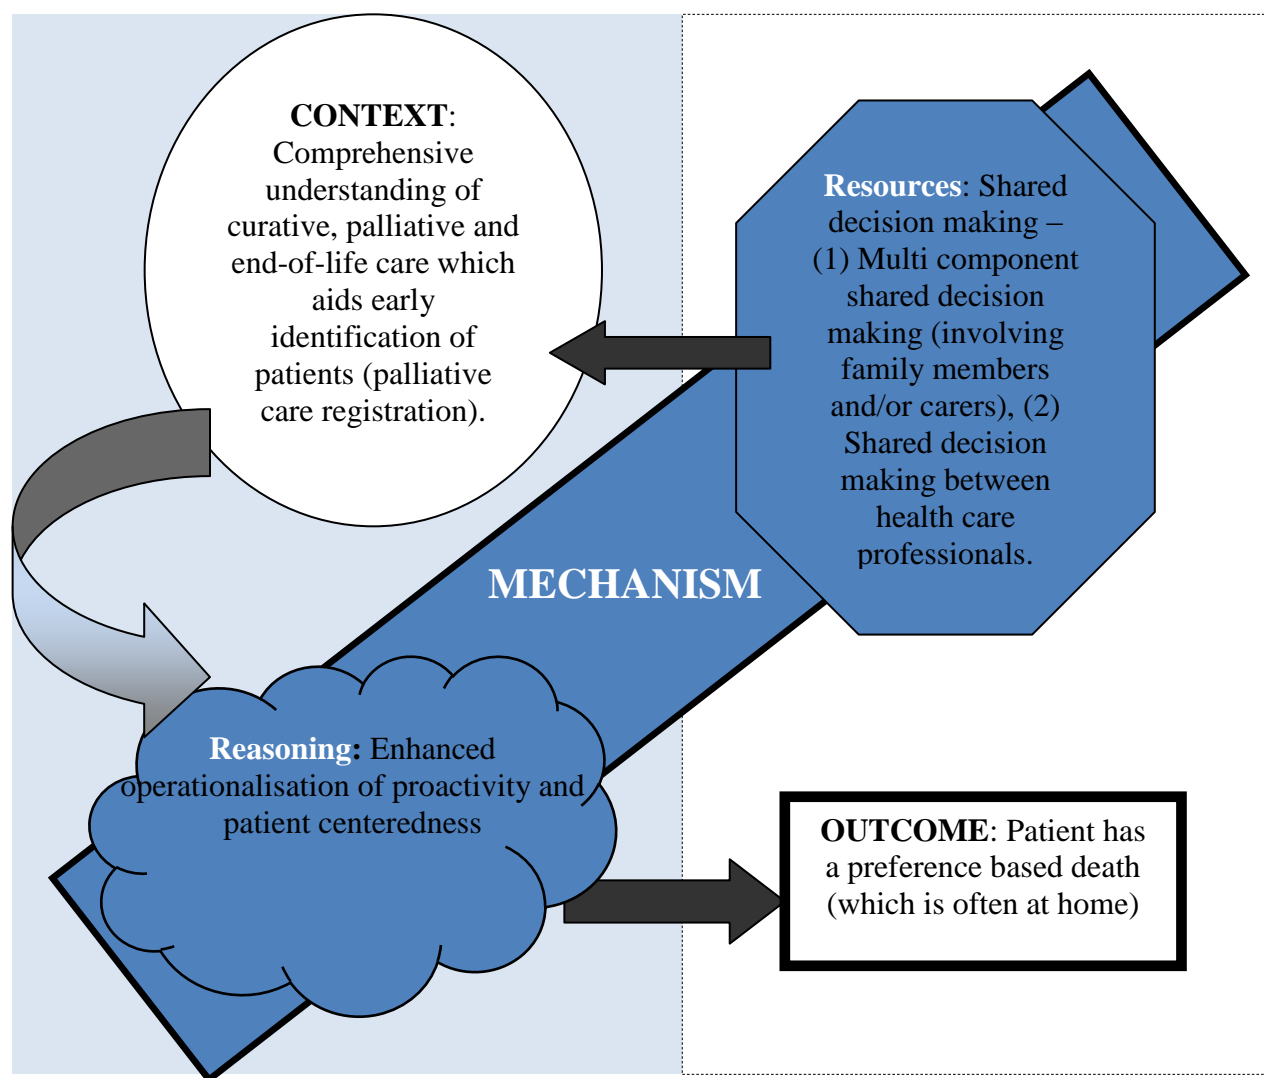 CONTEXT:
Comprehensive
understanding of
curative, palliative and
end-of-life care which
aids early
identification of
patients (palliative
care registration).
Resources: Shared
decision making –
(1) Multi component
shared decision
making (involving
family members
and/or carers), (2)
Shared decision
making between
health care
professionals.
MECHANISM
Reasoning: Enhanced
operationalisation of proactivity and
patient centeredness
OUTCOME: Patient has
a preference based death
(which is often at home)